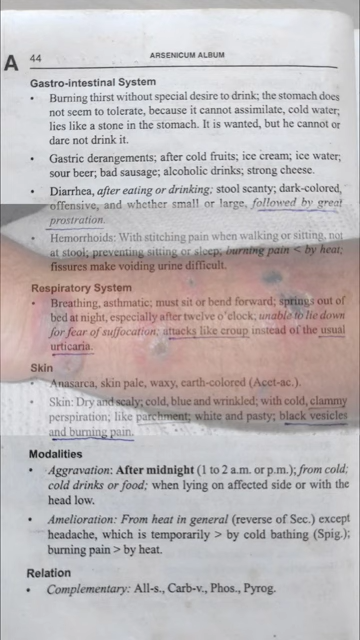 A
44
ARSENICUM ALBUM
Gastro-intestinal System
• Burning thirst without special desire to drink; the stomach does
not seem to tolerate, because it cannot assimilate, cold water;
lies like a stone in the stomach. It is wanted, but he cannot or
dare not drink it.
• Gastric derangements; after cold fruits; ice cream; ice water;
sour beer; bad sausage; alcoholic drinks; strong cheese.
• Diarrhea, after eating or drinking; stool scanty; dark-colored,
offensive, and whether small or large, followed by great
prostration.
• Hemorrhoids: With stitching pain when walking or sitting, not
at stool; preventing sitting or sleep; burning pain < by heat;
fissures make voiding urine difficult.
Respiratory System
• Breathing, asthmatic; must sit or bend forward; springs out of
bed at night, especially after twelve o'clock; unable to lie down
for fear of suffocation; attacks like croup instead of the usual
urticaria.
Skin
• Anasarca, skin pale, waxy, earth-colored (Acet-ac.).
• Skin: Dry and scaly; cold, blue and wrinkled; with cold, clammy
perspiration; like parchment; white and pasty; black vesicles
and burning pain.
Modalities
• Aggravation: After midnight (1 to 2 a.m. or p.m.); from cold;
cold drinks or food; when lying on affected side or with the
head low.
• Amelioration: From heat in general (reverse of Sec.) except
headache, which is temporarily > by cold bathing (Spig.);
burning pain > by heat.
Relation
• Complementary: All-s., Carb-v., Phos., Pyrog.